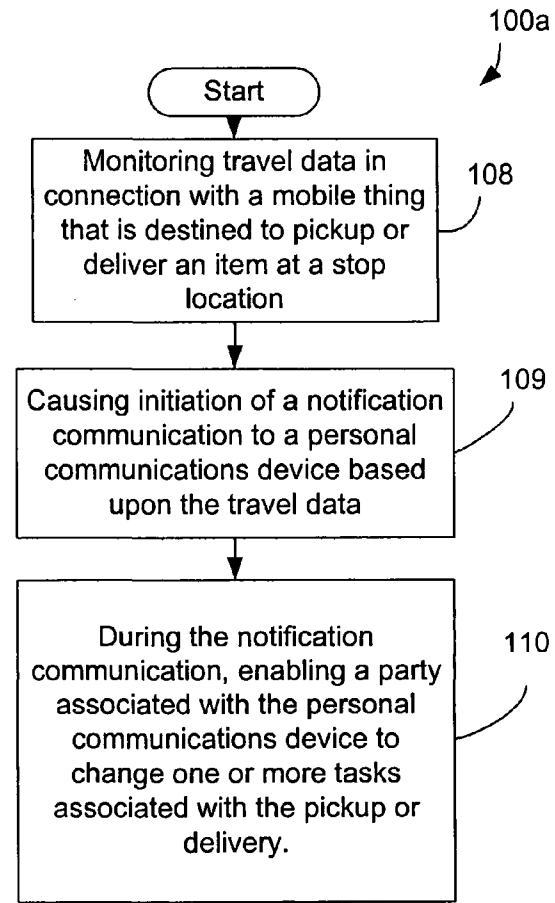 100a
Start
Monitoring travel data in
connection with a mobile thing
that is destined to pickup or
deliver an item at a stop
location
108
Causing initiation of a notification
communication to a personal
communications device based
upon the travel data
109
During the notification
communication, enabling a party
associated with the personal
communications device to
change one or more tasks
associated with the pickup or
delivery.
110